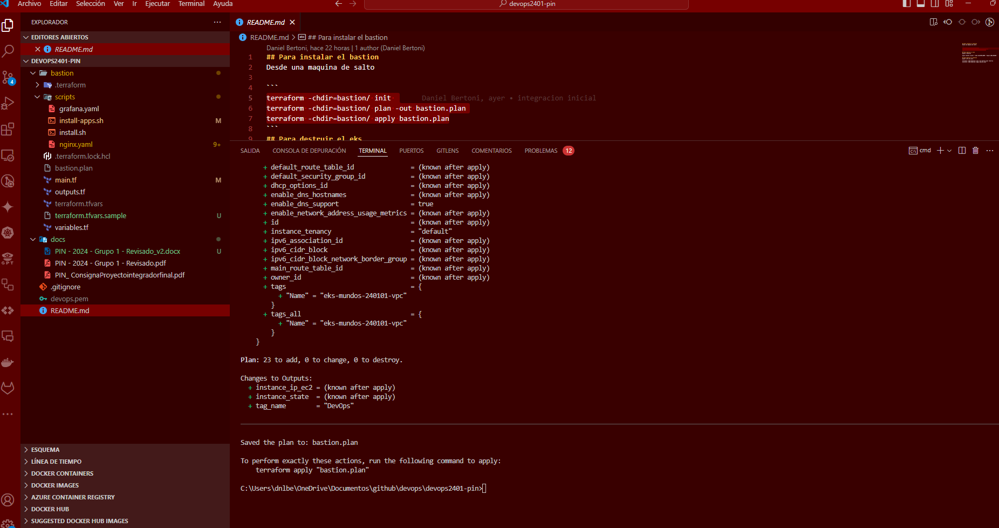 Archivo Editar Selección Ver Ir Ejecutar Terminal Ayuda
devops2401-pin
EXPLORADOR
EDITORES ABIERTOS
README.md
DEVOPS2401-PIN
bastion
.terraform
scripts
grafana.yaml
install-apps.sh M
install.sh
nginx.yaml 9+
.terraform.lock.hcl
bastion.plan
main.tf M
outputs.tf
terraform.tfvars
terraform.tfvars.sample U
variables.tf
docs
PIN - 2024 - Grupo 1 - Revisado_v2.docx U
PIN - 2024 - Grupo 1 - Revisado.pdf
PIN_ ConsignaProyectointegradorfinal.pdf
.gitignore
devops.pem
README.md
ESQUEMA
LÍNEA DE TIEMPO
DOCKER CONTAINERS
DOCKER IMAGES
AZURE CONTAINER REGISTRY
DOCKER HUB
SUGGESTED DOCKER HUB IMAGES
4
GPT
README.md
README.md > ## Para instalar el bastion
Daniel Bertoni, hace 22 horas | 1 author (Daniel Bertoni)
1 ## Para instalar el bastion
2 Desde una maquina de salto
3
4 ```
5 terraform -chdir=bastion/ init Daniel Bertoni, ayer • integracion inicial
6 terraform -chdir=bastion/ plan -out bastion.plan
7 terraform -chdir=bastion/ apply bastion.plan
8 ```
9 ## Para destruir el eks
SALIDA CONSOLA DE DEPURACIÓN TERMINAL PUERTOS GITLENS COMENTARIOS PROBLEMAS 12
cmd
+ default_route_table_id = (known after apply)
+ default_security_group_id = (known after apply)
+ dhcp_options_id = (known after apply)
+ enable_dns_hostnames = (known after apply)
+ enable_dns_support = true
+ enable_network_address_usage_metrics = (known after apply)
+ id = (known after apply)
+ instance_tenancy = "default"
+ ipv6_association_id = (known after apply)
+ ipv6_cidr_block = (known after apply)
+ ipv6_cidr_block_network_border_group = (known after apply)
+ main_route_table_id = (known after apply)
+ owner_id = (known after apply)
+ tags = {
+ "Name" = "eks-mundos-240101-vpc"
}
+ tags_all = {
+ "Name" = "eks-mundos-240101-vpc"
}
}
Plan: 23 to add, 0 to change, 0 to destroy.
Changes to Outputs:
+ instance_ip_ec2 = (known after apply)
+ instance_state = (known after apply)
+ tag_name = "DevOps"
Saved the plan to: bastion.plan
To perform exactly these actions, run the following command to apply:
terraform apply "bastion.plan"
C:\Users\dnlbe\OneDrive\Documentos\github\devops\devops2401-pin>